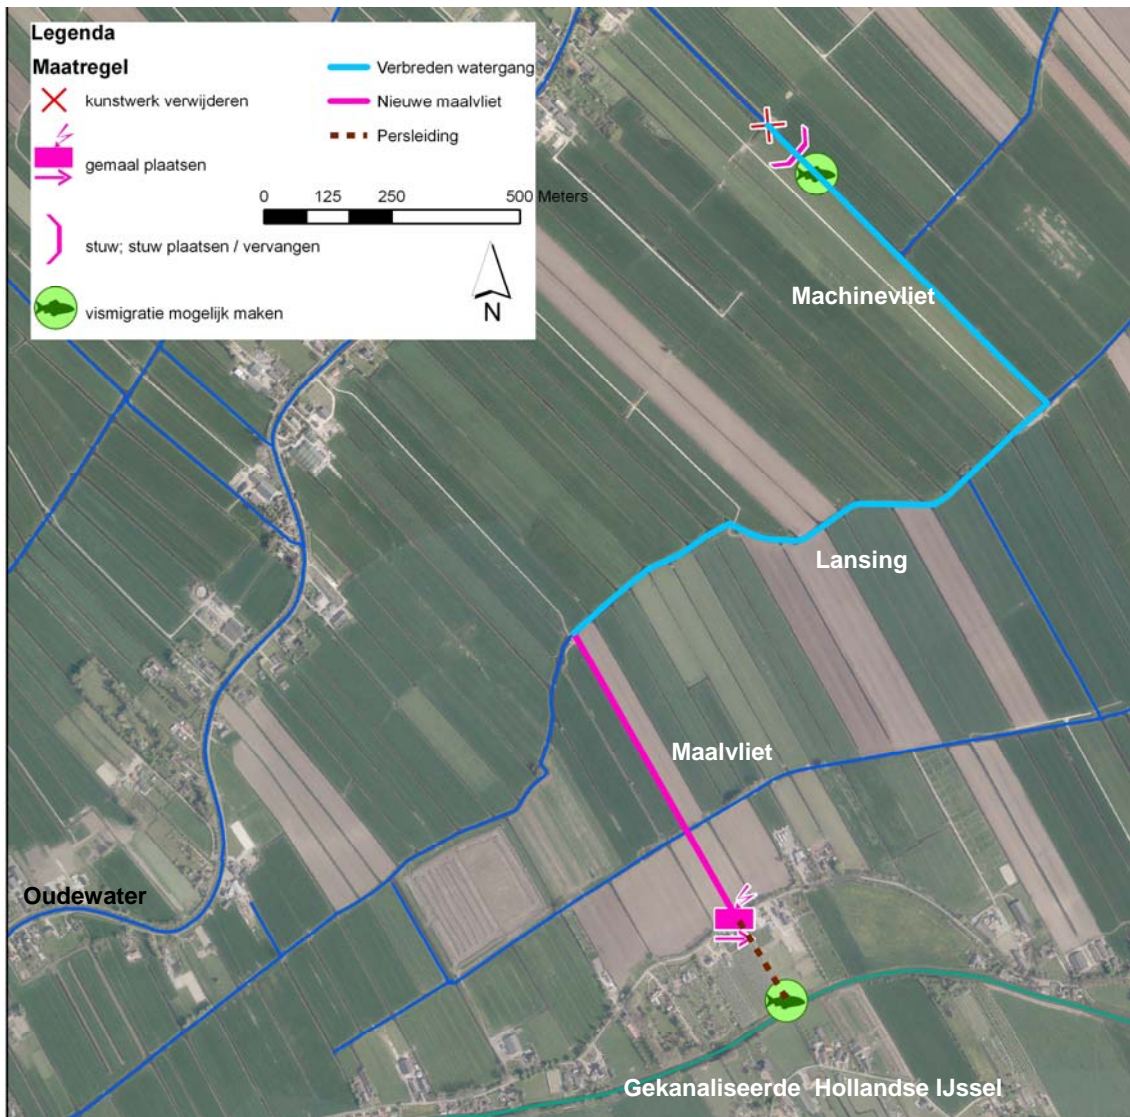 Legenda
Maatregel
kunstwerk verwijderen
gemaal plaatsen
stuw; stuw plaatsen / vervangen
vismigratie mogelijk maken
Verbreden watergang
Nieuwe maalvliet
Persleiding
0 125 250 500 Meters
N
Machinevliet
Lansing
Maalvliet
Oudewater
Gekanaliseerde Hollandse IJssel